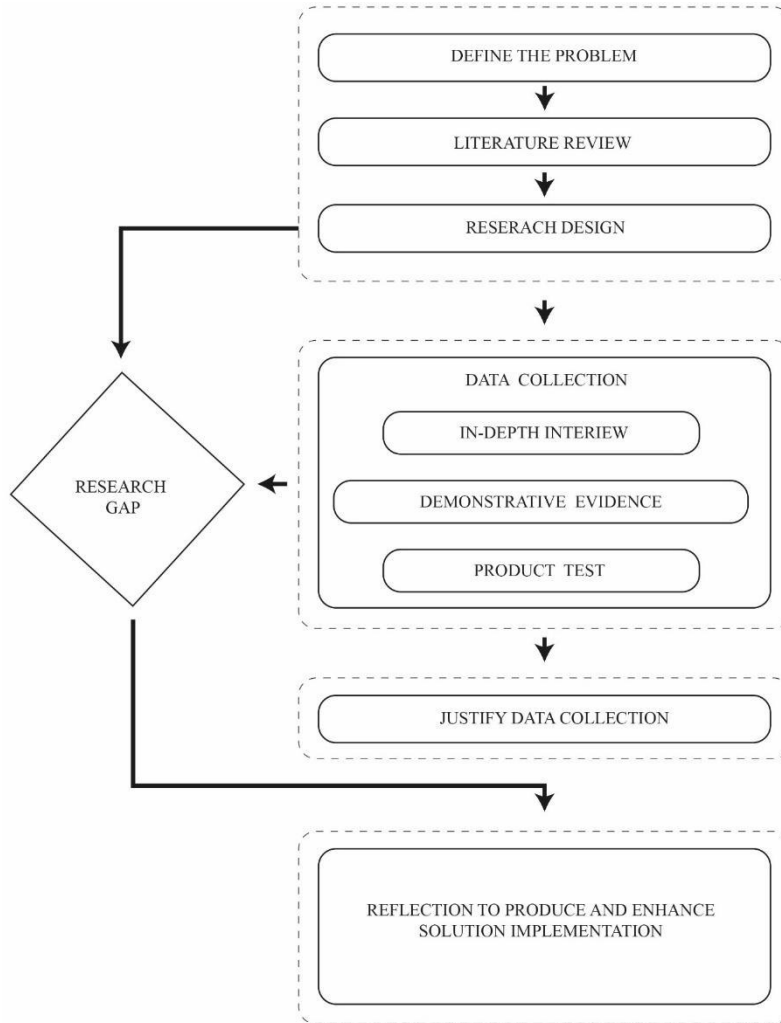 DEFINE THE PROBLEM
LITERATURE REVIEW
RESERACH DESIGN
DATA COLLECTION
IN-DEPTH INTERIEW
DEMONSTRATIVE EVIDENCE
PRODUCT TEST
RESEARCH
GAP
JUSTIFY DATA COLLECTION
REFLECTION TO PRODUCE AND ENHANCE
SOLUTION IMPLEMENTATION